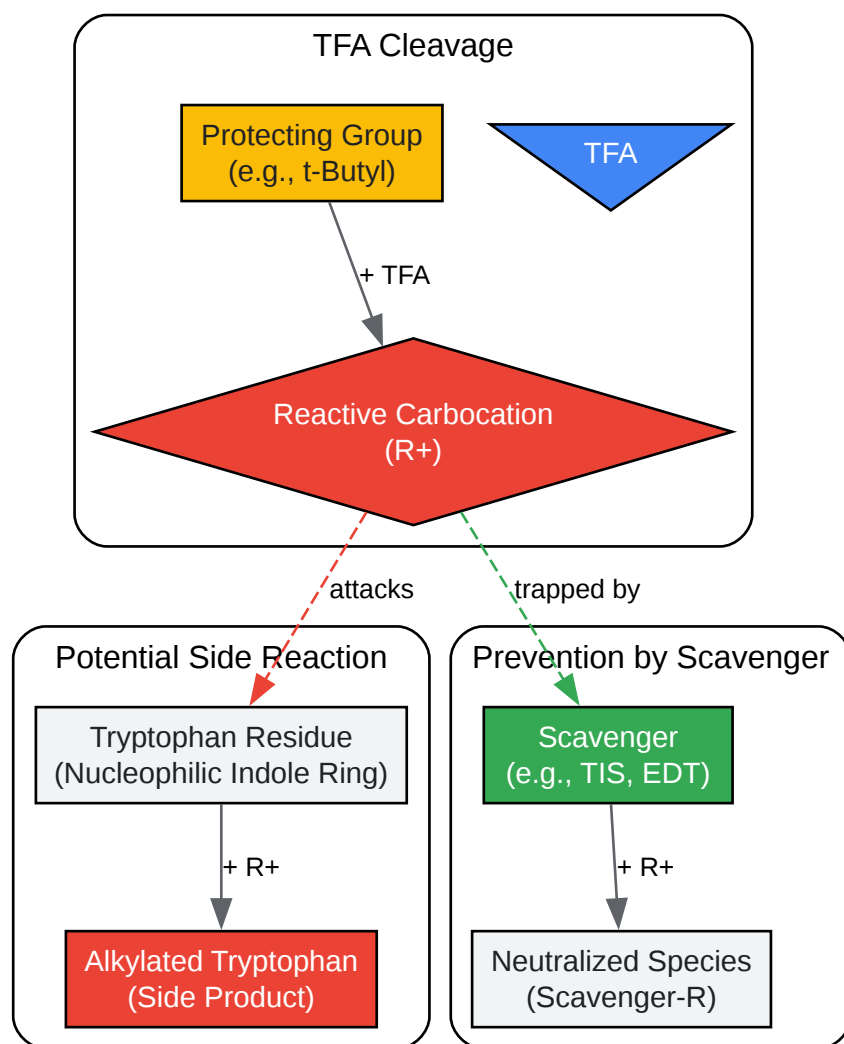 TFA Cleavage
Protecting Group
(e.g., t-Butyl)
TFA
+ TFA
Reactive Carbocation
(R+)
attacks
trapped by
Potential Side Reaction
Tryptophan Residue
(Nucleophilic Indole Ring)
+ R+
Alkylated Tryptophan
(Side Product)
Prevention by Scavenger
Scavenger
(e.g., TIS, EDT)
+ R+
Neutralized Species
(Scavenger-R)